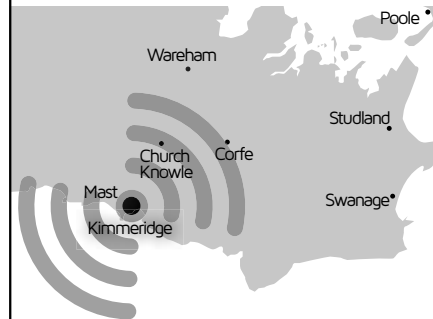 Poole
Wareham
Studland
Church
Knowle
Corfe
Mast
Swanage
Kimmeridge